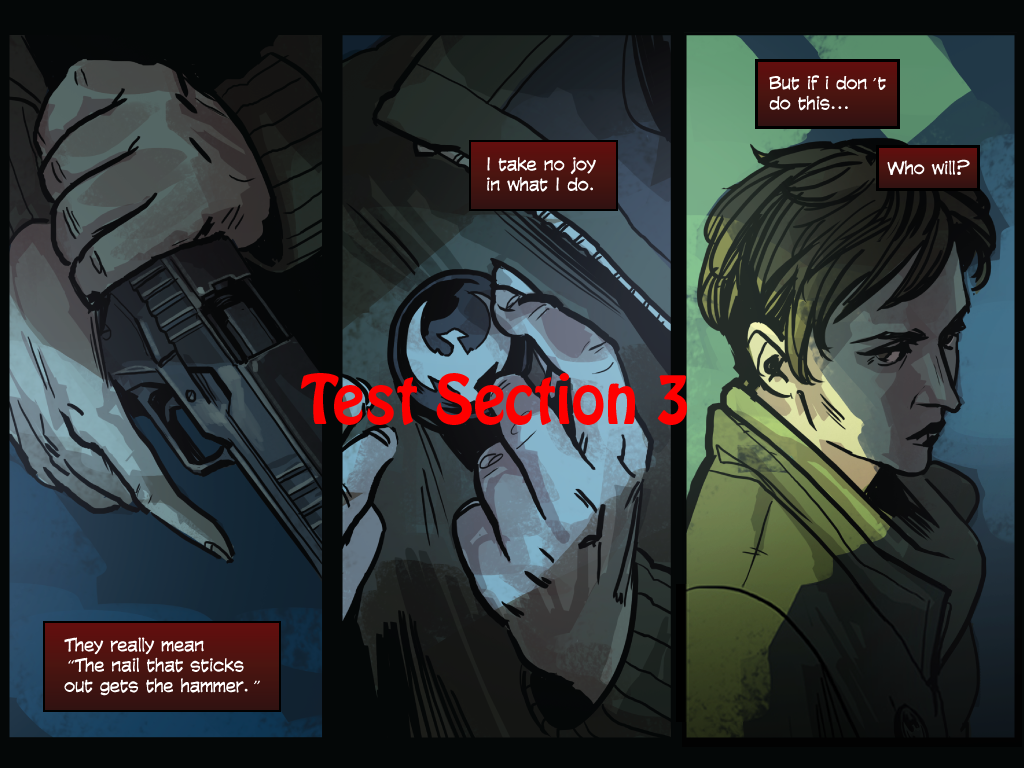 They really mean
"The nail that sticks
out gets the hammer. "
I take no joy
in what I do.
But if i don 't
do this...
Who will?
Test Section 3